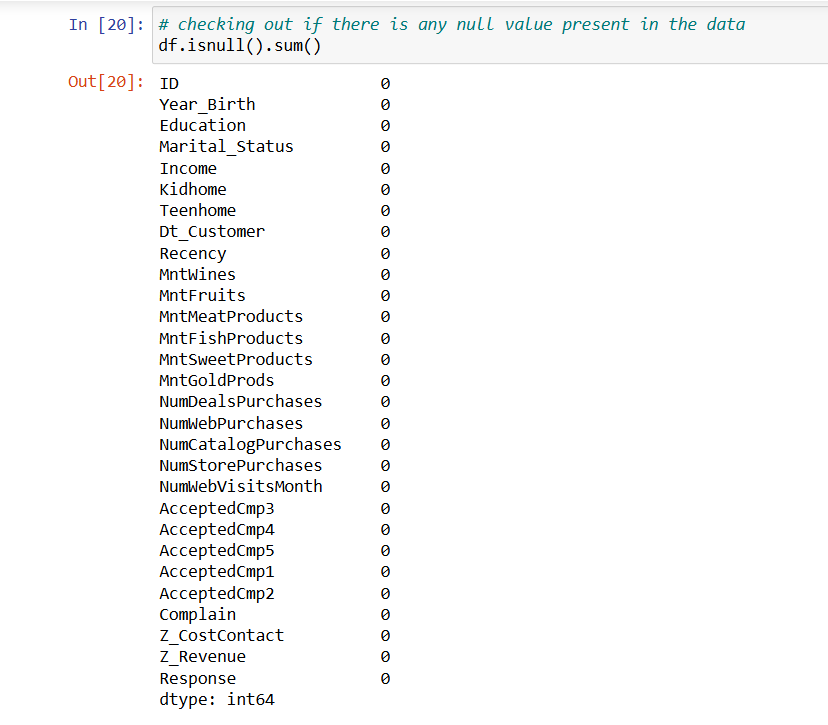 In [20]: # checking out if there is any null value present in the data
df.isnull().sum()
Out[20]: ID 0
Year_Birth 0
Education 0
Marital_Status 0
Income 0
Kidhome 0
Teenhome 0
Dt_Customer 0
Recency 0
MntWines 0
MntFruits 0
MntMeatProducts 0
MntFishProducts 0
MntSweetProducts 0
MntGoldProds 0
NumDealsPurchases 0
NumWebPurchases 0
NumCatalogPurchases 0
NumStorePurchases 0
NumWebVisitsMonth 0
AcceptedCmp3 0
AcceptedCmp4 0
AcceptedCmp5 0
AcceptedCmp1 0
AcceptedCmp2 0
Complain 0
Z_CostContact 0
Z_Revenue 0
Response 0
dtype: int64